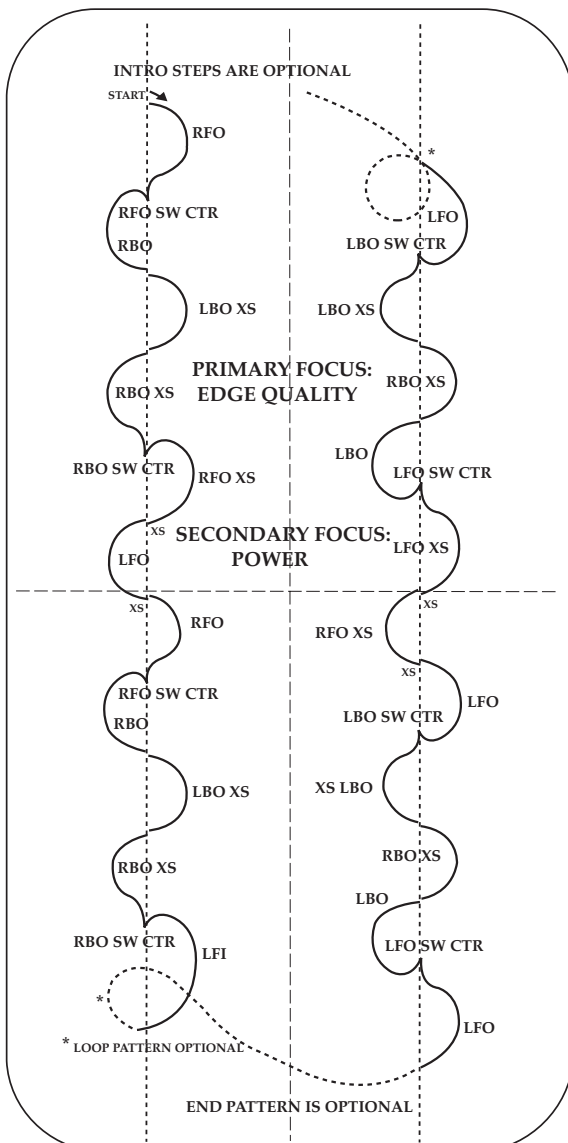 INTRO STEPS ARE OPTIONAL
START
RFO
RFO SW CTR
RBO
LBO XS
RBO XS
RBO SW CTR
RFO XS
XS
LFO
XS
RFO
RFO SW CTR
RBO
LBO XS
RBO XS
RBO SW CTR
LFI
*
* LOOP PATTERN OPTIONAL
PRIMARY FOCUS:
EDGE QUALITY
SECONDARY FOCUS:
POWER
*
LFO
LBO SW CTR
LBO XS
RBO XS
LBO
LFO SW CTR
LFO XS
XS
RFO XS
XS
LFO
LBO SW CTR
XS LBO
RBO XS
LBO
LFO SW CTR
LFO
END PATTERN IS OPTIONAL